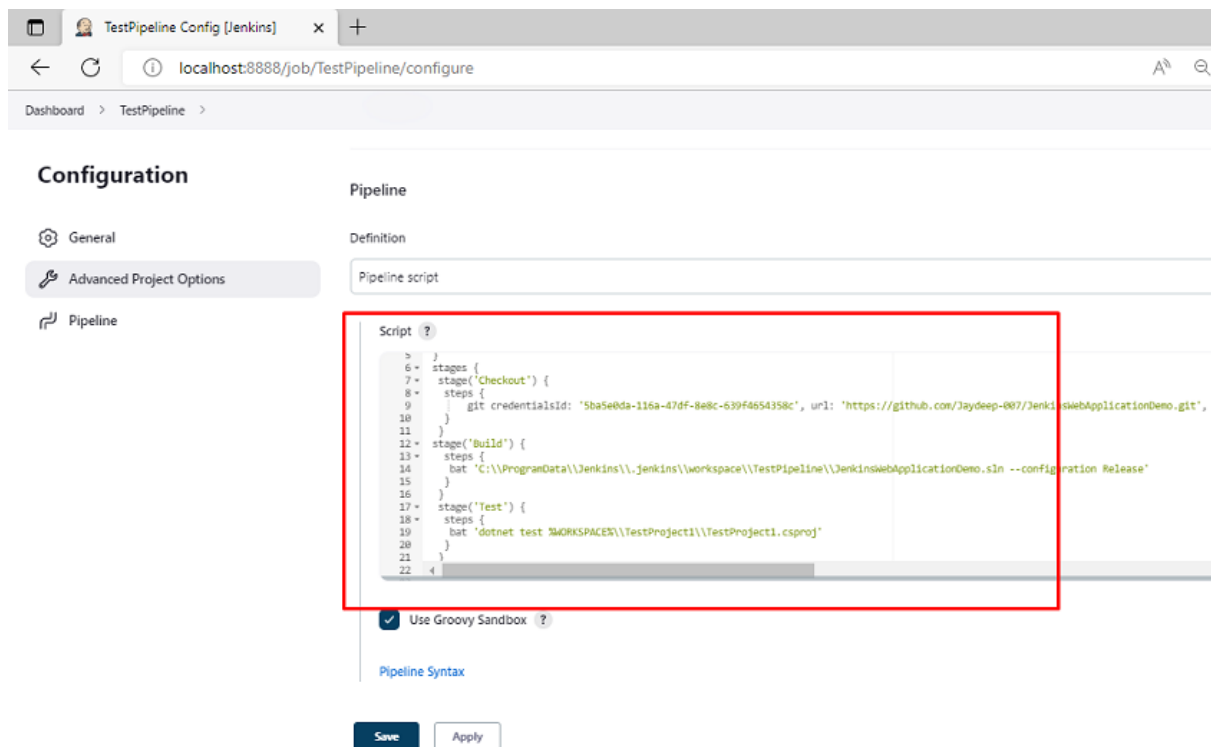 TestPipeline Config [Jenkins]
localhost:8888/job/TestPipeline/configure
Dashboard > TestPipeline >
Configuration
General
Advanced Project Options
Pipeline
Pipeline
Definition
Pipeline script
Script ?
5 }
6 stages {
7 stage('Checkout') {
8 steps {
9 git credentialsId: '5ba5e0da-116a-47df-8e8c-639f4654358c', url: 'https://github.com/Jaydeep-007/JenkinsWebApplicationDemo.git',
10 }
11 }
12 stage('Build') {
13 steps {
14 bat 'C:\\ProgramData\\Jenkins\\.jenkins\\workspace\\TestPipeline\\JenkinsWebApplicationDemo.sln --configuration Release'
15 }
16 }
17 stage('Test') {
18 steps {
19 bat 'dotnet test %WORKSPACE%\\TestProject1\\TestProject1.csproj'
20 }
21 }
22
Use Groovy Sandbox ?
Pipeline Syntax
Save Apply